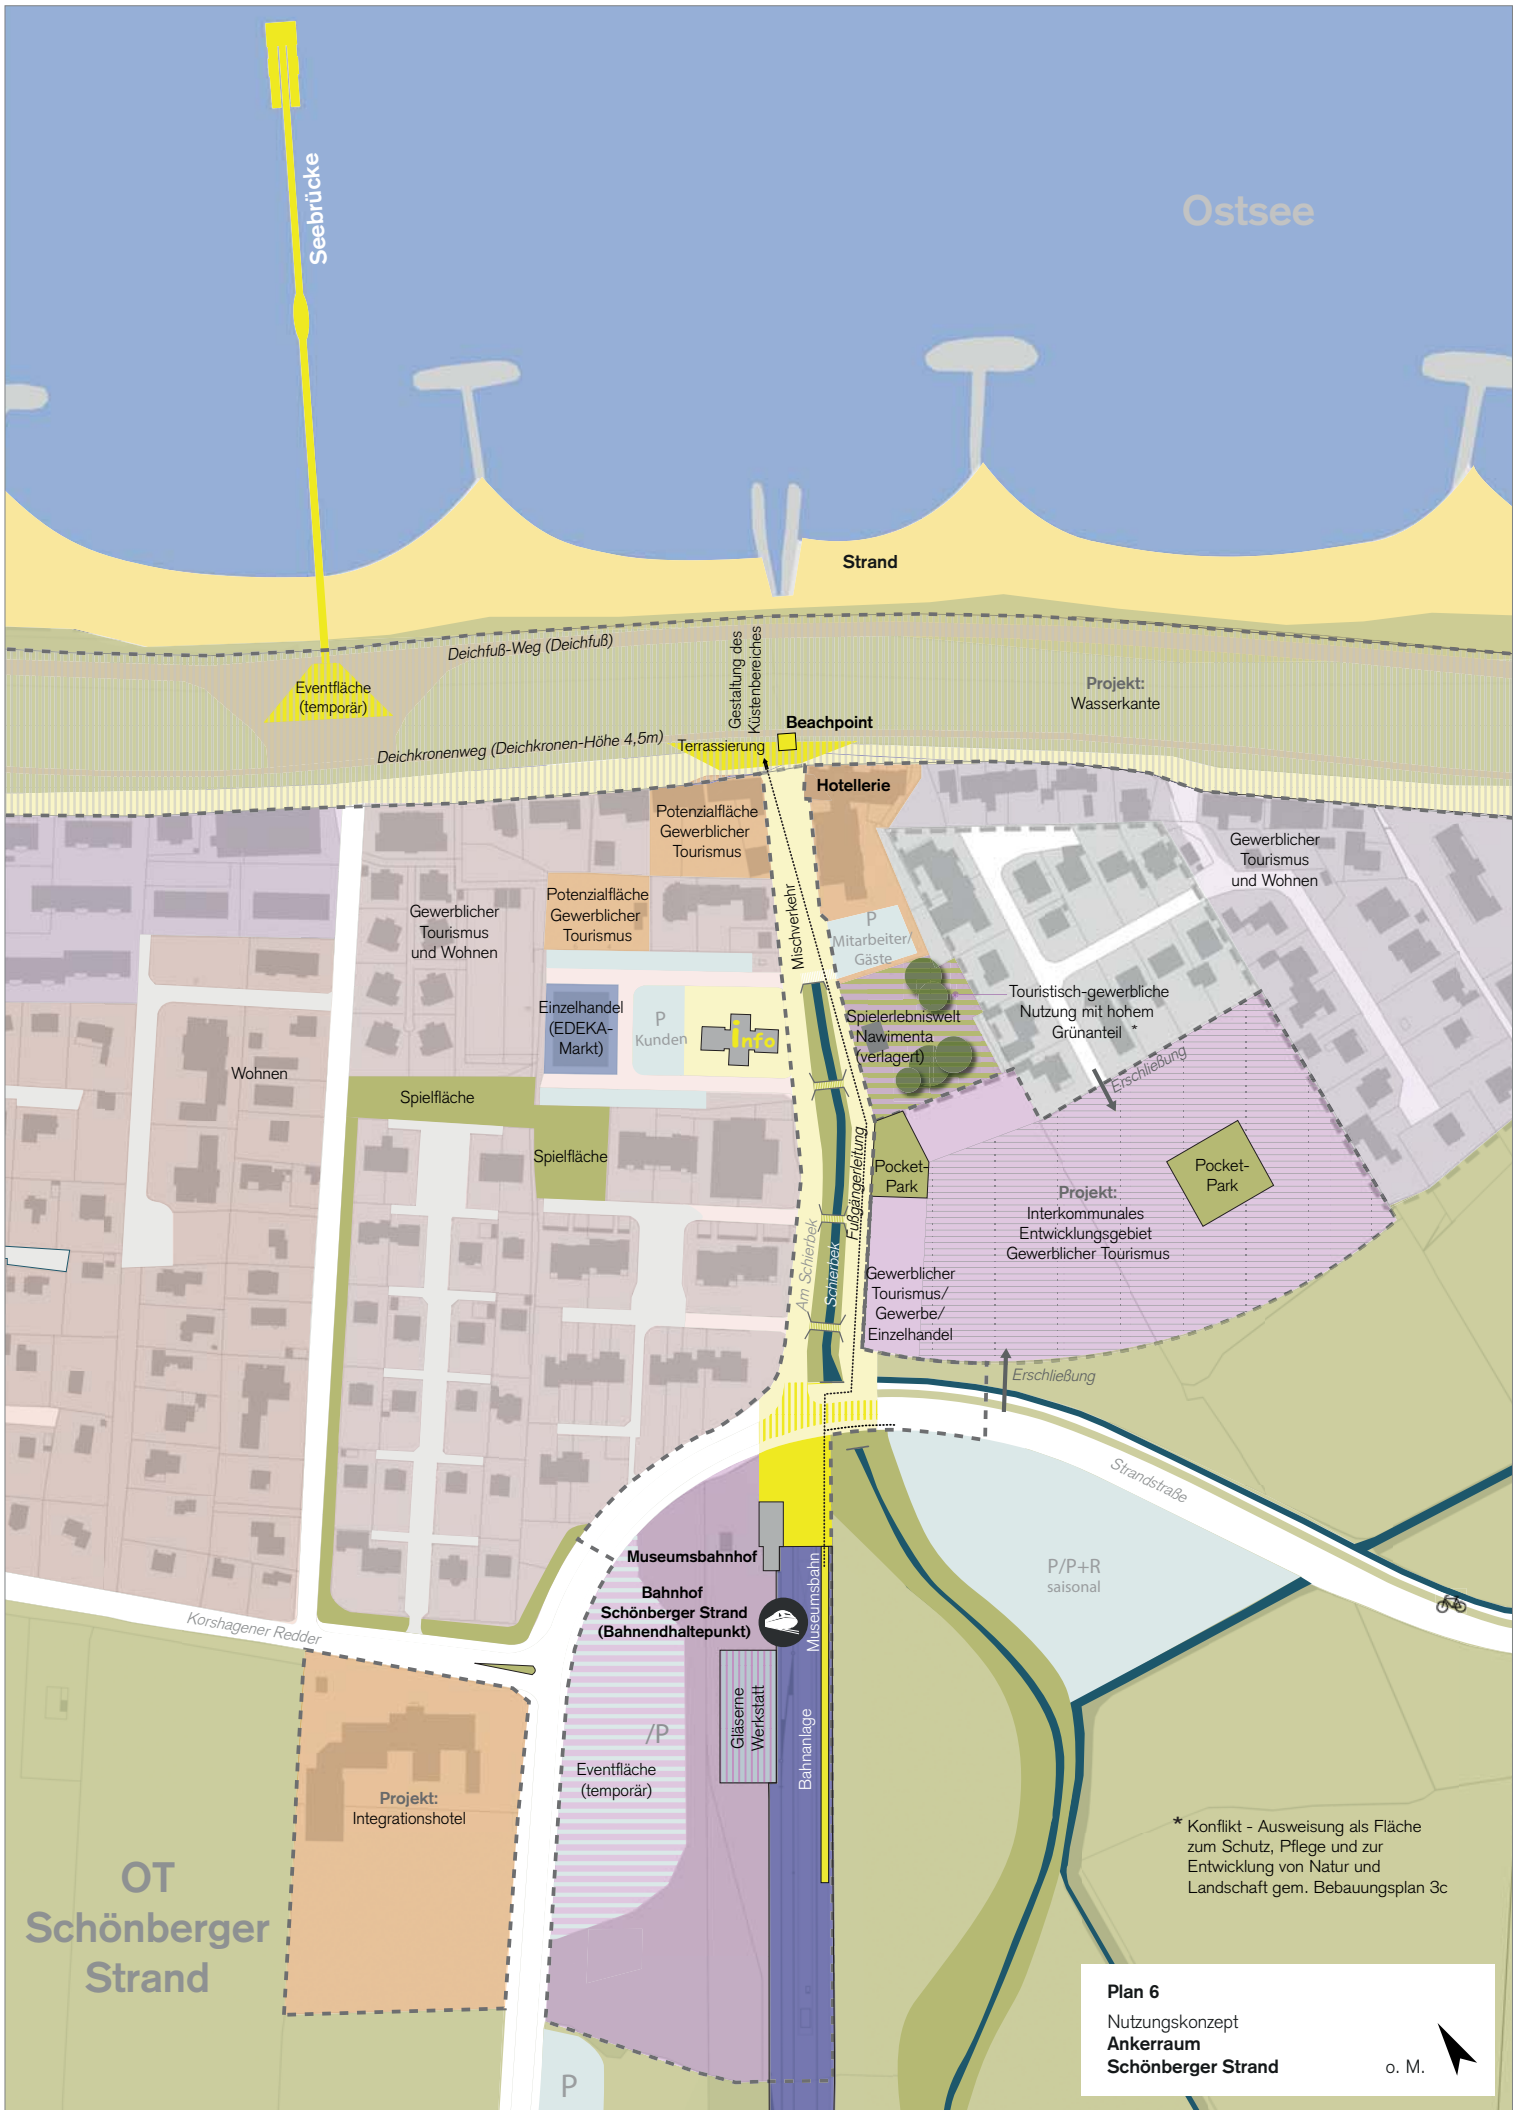 Seebrücke
Ostsee
Strand
Deichfuß-Weg (Deichfuß)
Gestaltung des
Küstenbereiches
Eventfläche
(temporär)
Projekt:
Wasserkante
Beachpoint
Deichkronenweg (Deichkronen-Höhe 4,5m)
Terrassierung
Hotellerie
Potenzialfläche
Gewerblicher
Tourismus
Gewerblicher
Tourismus
und Wohnen
Potenzialfläche
Gewerblicher
Tourismus
Gewerblicher
Tourismus
und Wohnen
Mischverkehr
P
Mitarbeiter/
Gäste
Einzelhandel
(EDEKA-
Markt)
P
Kunden
info
Spielerlebniswelt
Nawimenta
(verlagert)
Touristisch-gewerbliche
Nutzung mit hohem
Grünanteil *
Erschließung
Wohnen
Spielfläche
Spielfläche
Fußgängerleitung
Pocket-
Park
Pocket-
Park
Projekt:
Interkommunales
Entwicklungsgebiet
Gewerblicher Tourismus
Am Schierbek
Schierbek
Gewerblicher
Tourismus/
Gewerbe/
Einzelhandel
Erschließung
Strandstraße
Museumsbahnhof
Bahnhof
Schönberger Strand
(Bahnendhaltepunkt)
Museumsbahn
P/P+R
saisonal
Korshagener Redder
Gläserne
Werkstatt
Bahnanlage
/P
Eventfläche
(temporär)
Projekt:
Integrationshotel
OT
Schönberger
Strand
* Konflikt - Ausweisung als Fläche
zum Schutz, Pflege und zur
Entwicklung von Natur und
Landschaft gem. Bebauungsplan 3c
P
Plan 6
Nutzungskonzept
Ankerraum
Schönberger Strand
o. M.